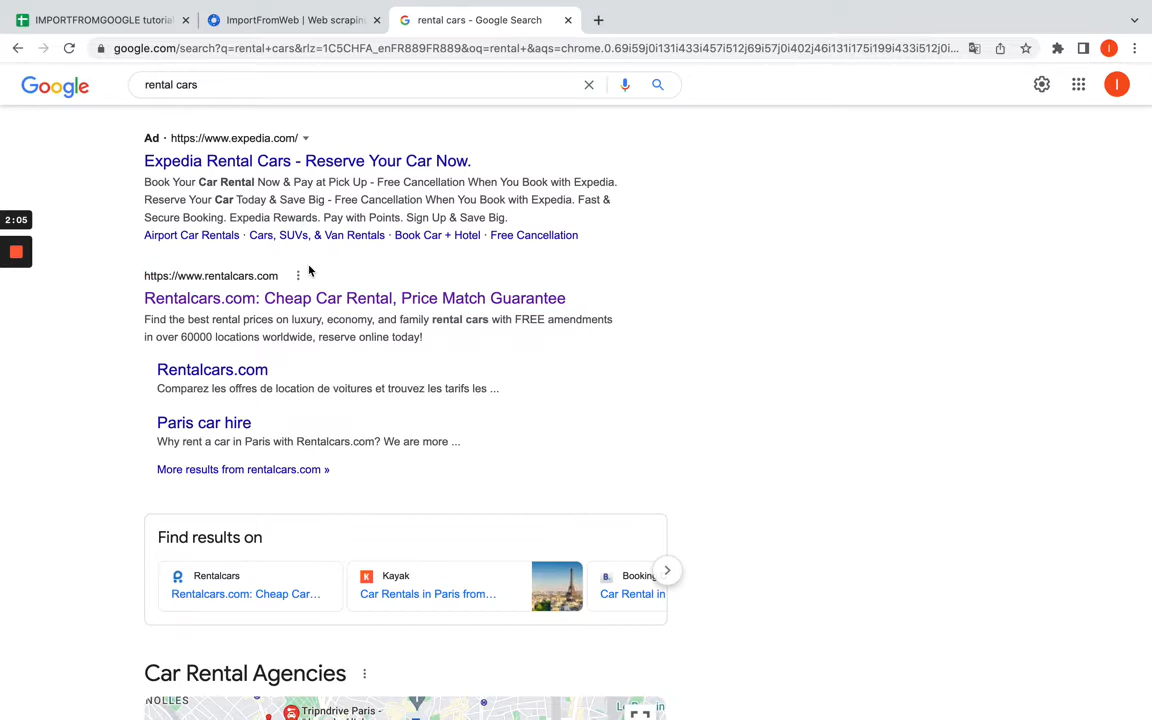 IMPORTFROMGOOGLE tutorial
ImportFromWeb | Web scrapin
rental cars - Google Search
google.com/search?q=rental+cars&rlz=1C5CHFA_enFR889FR889&oq=rental+&aqs=chrome.0.69i59j0i131i433i457i512j69i57j0i402j46i131i175i199i433i512j0i...
I
Google
rental cars
I
Ad · https://www.expedia.com/
Expedia Rental Cars - Reserve Your Car Now.
Book Your Car Rental Now & Pay at Pick Up - Free Cancellation When You Book with Expedia.
Reserve Your Car Today & Save Big - Free Cancellation When You Book with Expedia. Fast &
Secure Booking. Expedia Rewards. Pay with Points. Sign Up & Save Big.
Airport Car Rentals · Cars, SUVs, & Van Rentals · Book Car + Hotel · Free Cancellation
2:05
https://www.rentalcars.com
Rentalcars.com: Cheap Car Rental, Price Match Guarantee
Find the best rental prices on luxury, economy, and family rental cars with FREE amendments
in over 60000 locations worldwide, reserve online today!
Rentalcars.com
Comparez les offres de location de voitures et trouvez les tarifs les ...
Paris car hire
Why rent a car in Paris with Rentalcars.com? We are more ...
More results from rentalcars.com »
Find results on
Rentalcars
Rentalcars.com: Cheap Car...
K Kayak
Car Rentals in Paris from...
B. Booking
Car Rental in
Car Rental Agencies
NOLLES
Tripndrive Paris -